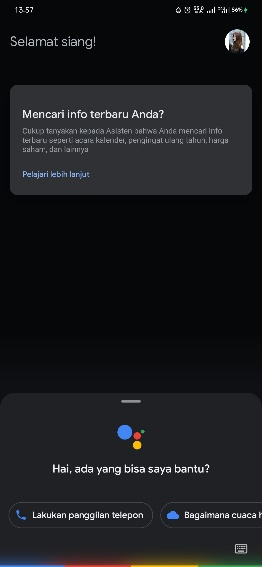 13:57
56%
Selamat siang!
Mencari info terbaru Anda?
Cukup tanyakan kepada Asisten bahwa Anda mencari info
terbaru seperti acara kalender, pengingat ulang tahun, harga
saham, dan lainnya
Pelajari lebih lanjut
Hai, ada yang bisa saya bantu?
Lakukan panggilan telepon
Bagaimana cuaca h